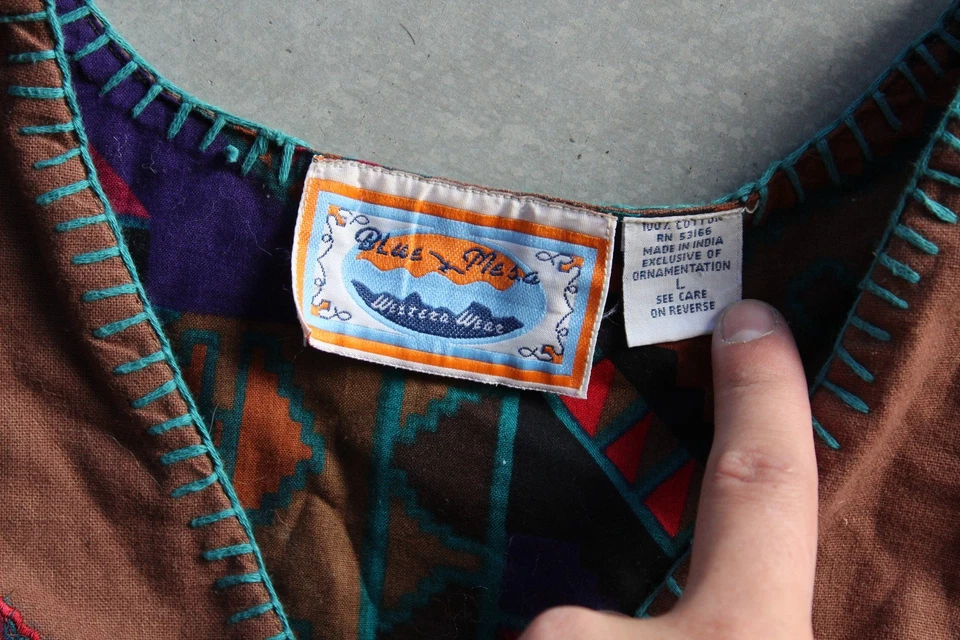 Blue Mesa
Western Wear
100% COTTON
RN 53166
MADE IN INDIA
EXCLUSIVE OF
ORNAMENTATION
L
SEE CARE
ON REVERSE